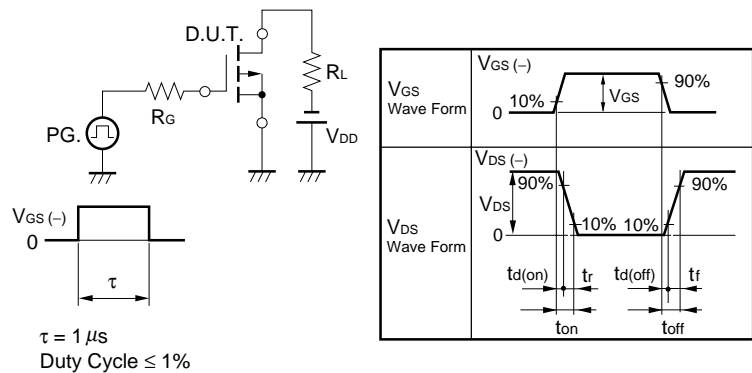 D.U.T.
RL
RG
PG.
VDD
VGS (−)
0
τ
τ = 1 μs
Duty Cycle ≤ 1%
VGS
Wave Form
VGS (−)
10%
0
VGS
90%
VDS
Wave Form
VDS (−)
90%
VDS
0
10%
10%
90%
td(on)
tr
td(off)
tf
ton
toff